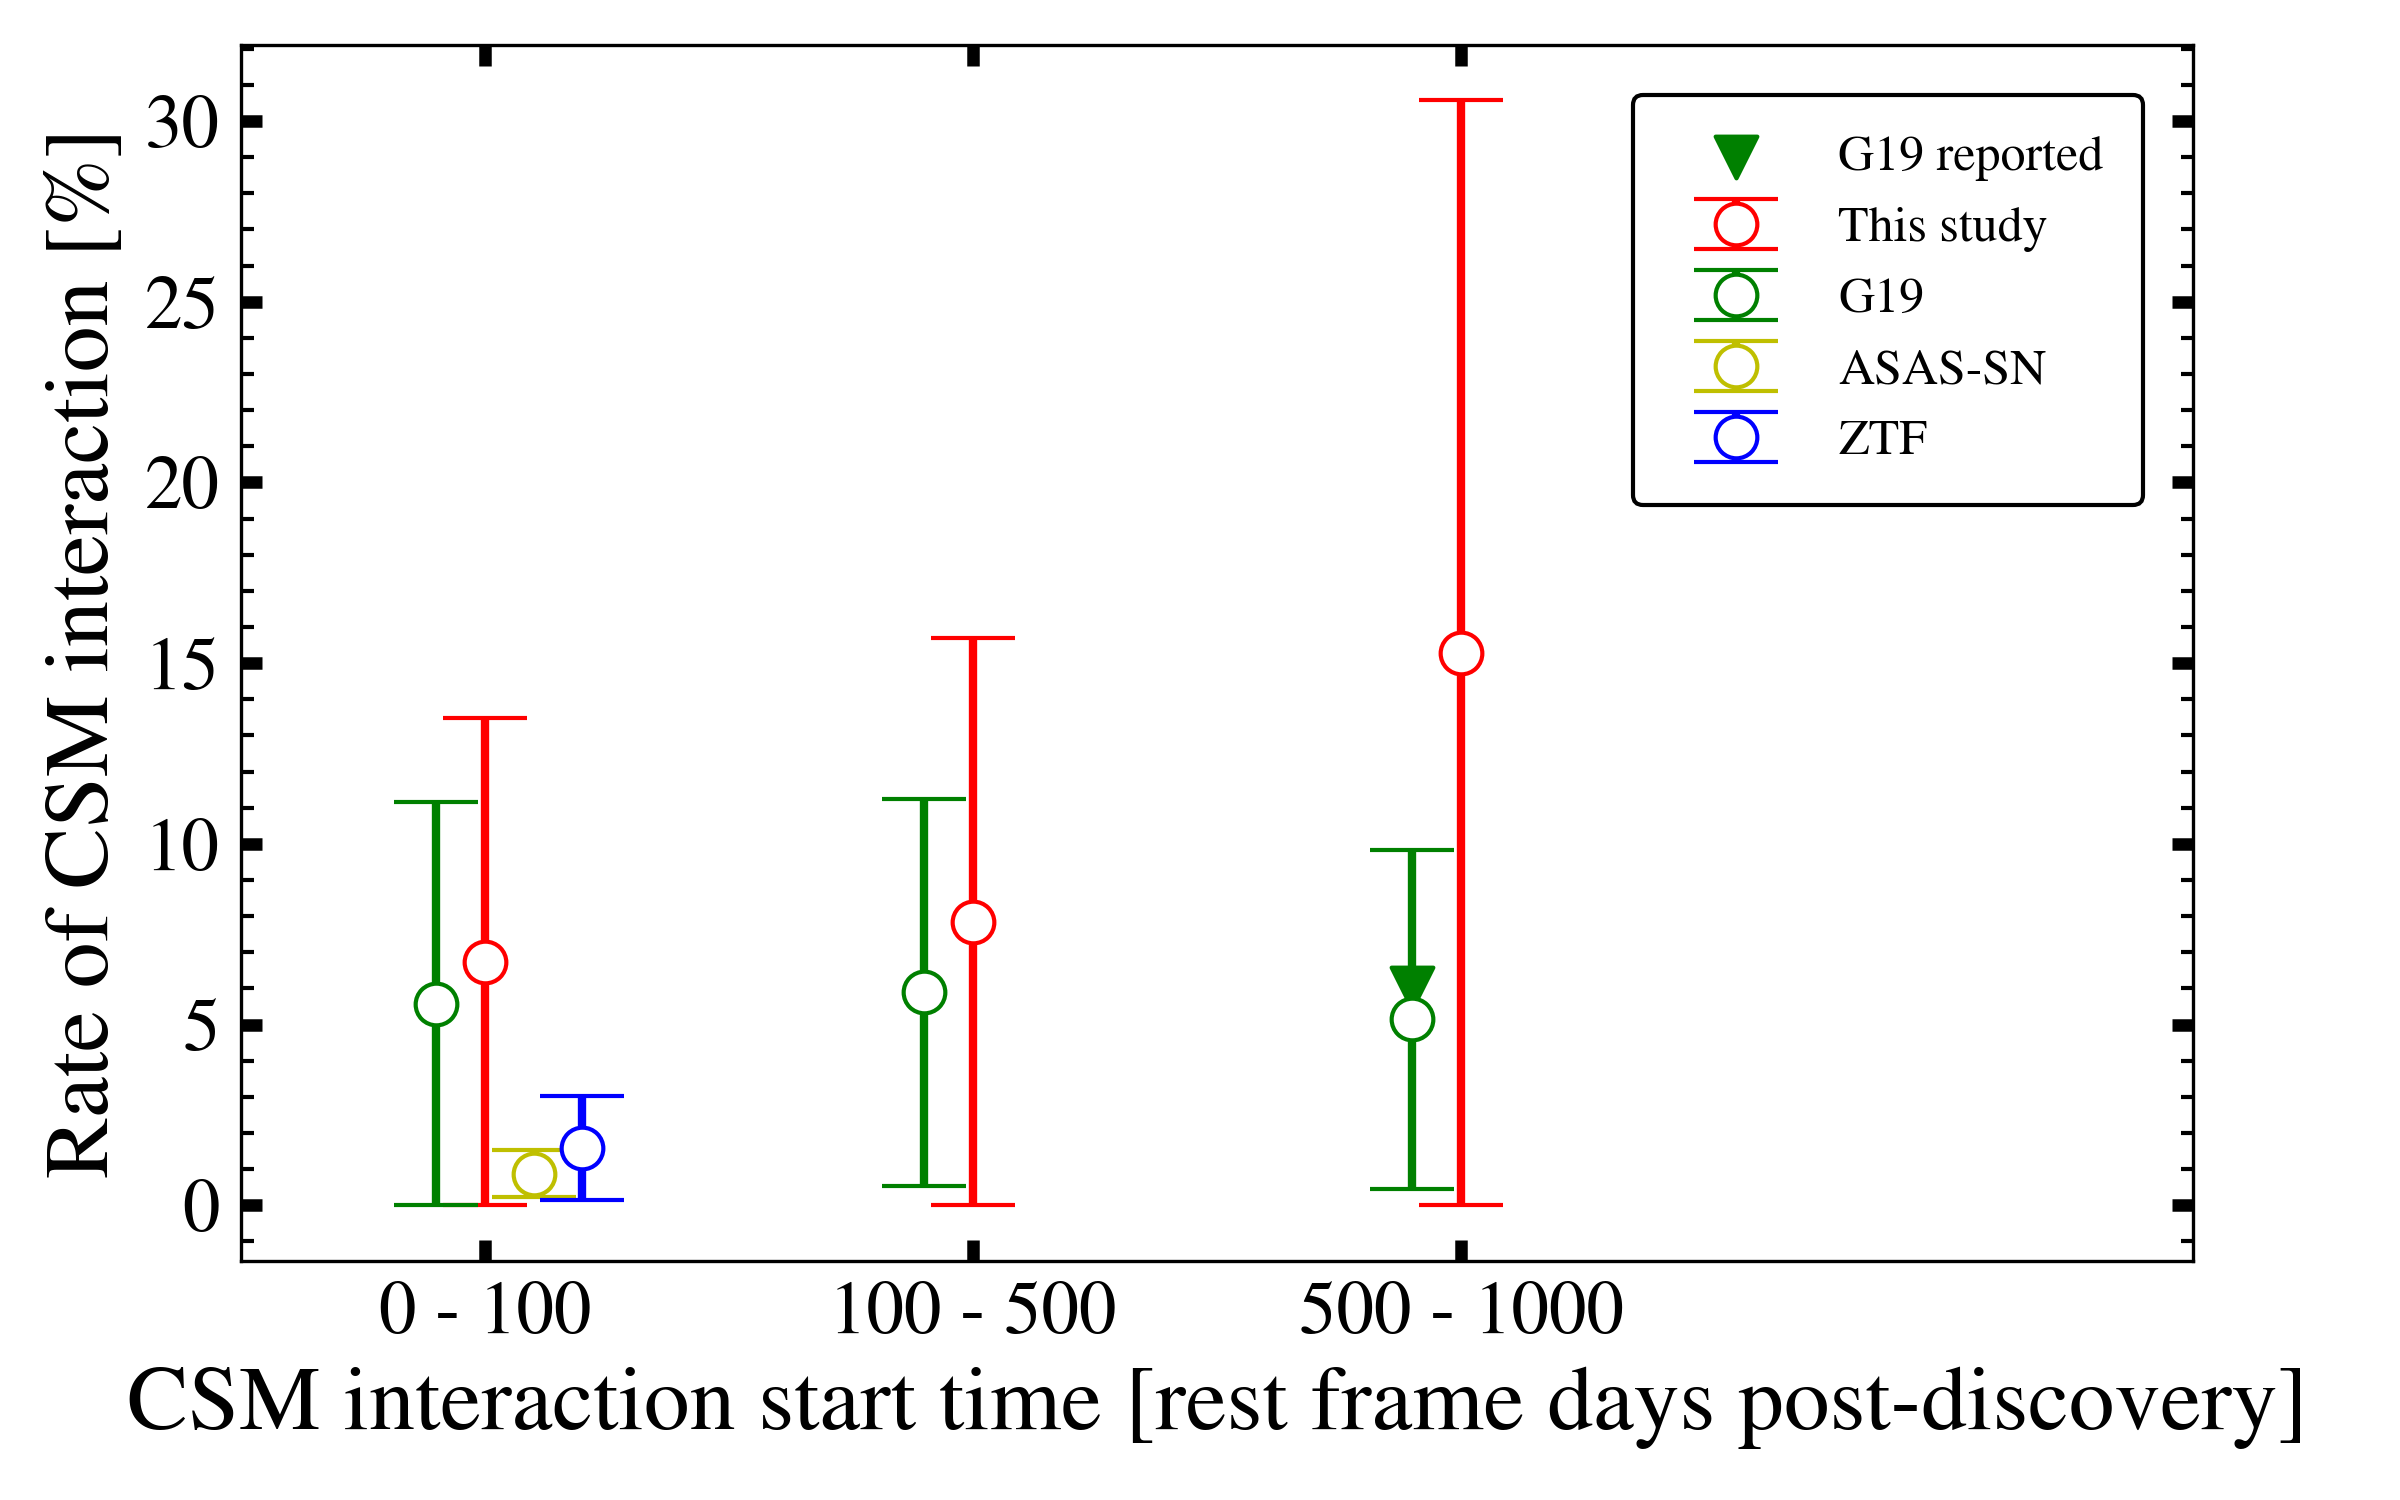 Rate of CSM interaction [%]
30
25
20
15
10
5
0
G19 reported
This study
G19
ASAS-SN
ZTF
0 - 100
100 - 500
500 - 1000
CSM interaction start time [rest frame days post-discovery]